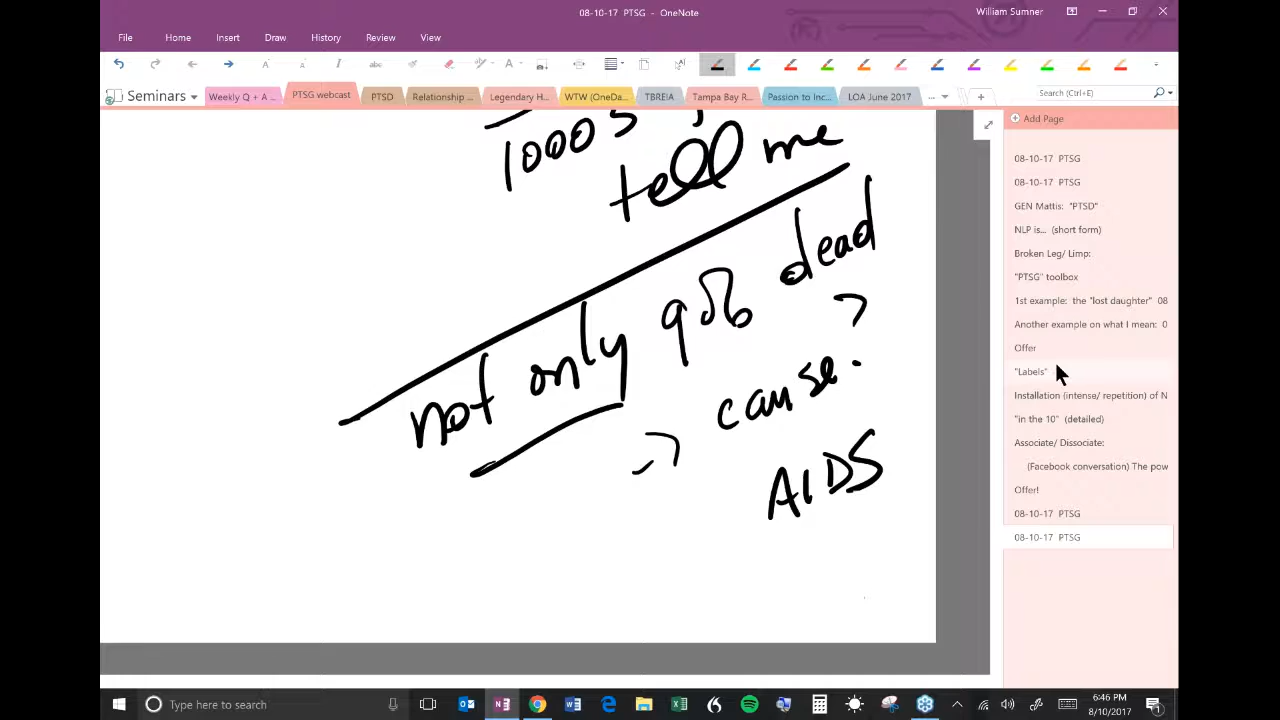 08-10-17 PTSG - OneNote
William Sumner
File Home Insert Draw History Review View
Seminars
Weekly Q + A ...
PTSG webcast
PTSD
Relationship ...
Legendary H...
WTW (OneDa...
TBREIA
Tampa Bay R...
Passion to Inc...
LOA June 2017
...
Search (Ctrl+E)
1000s,
tell me
not only 90% dead
cause?
AIDS
Add Page
08-10-17 PTSG
08-10-17 PTSG
GEN Mattis: "PTSD"
NLP is... (short form)
Broken Leg/ Limp:
"PTSG" toolbox
1st example: the "lost daughter" 08
Another example on what I mean: 0
Offer
"Labels"
Installation (intense/ repetition) of N
"in the 10" (detailed)
Associate/ Dissociate:
(Facebook conversation) The pow
Offer!
08-10-17 PTSG
08-10-17 PTSG
Type here to search
6:46 PM
8/10/2017